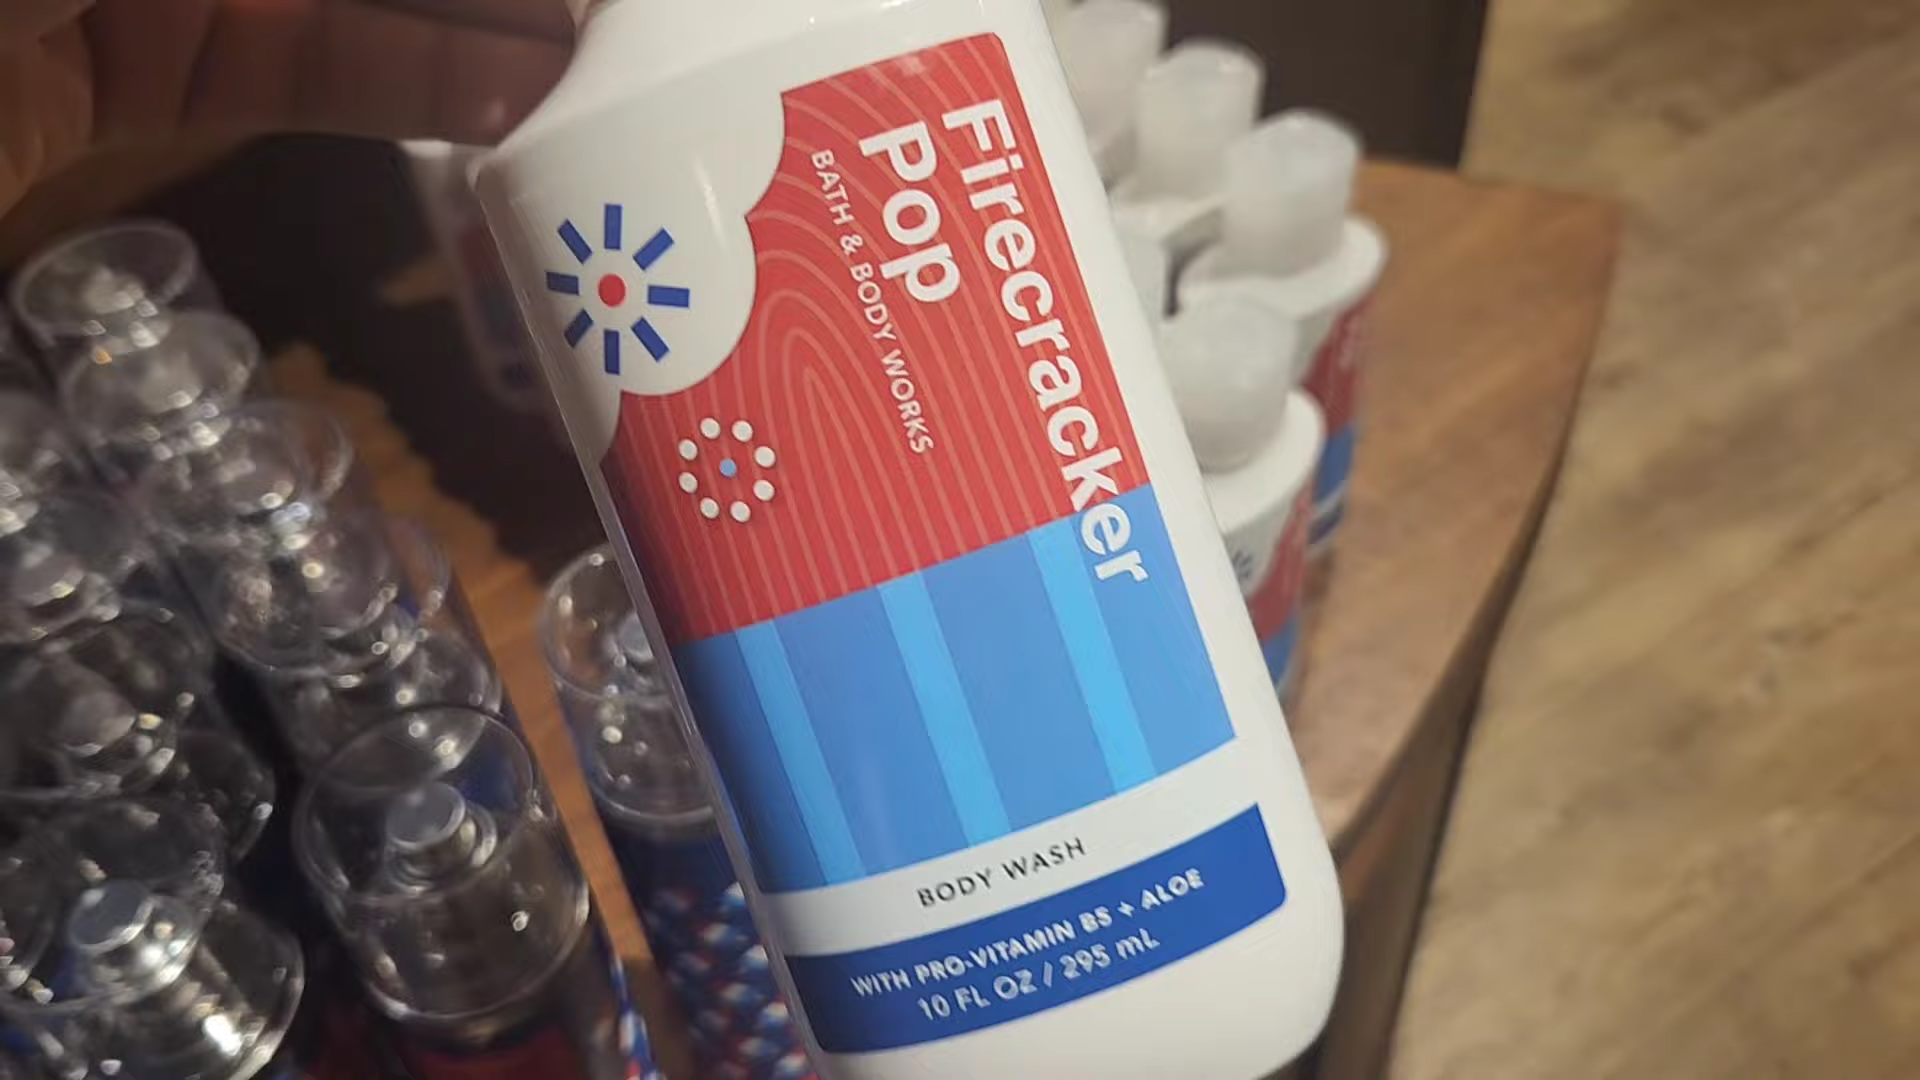 Firecracker
Pop
BATH & BODY WORKS
BODY WASH
WITH PRO-VITAMIN B5 + ALOE
10 FL OZ / 295 mL